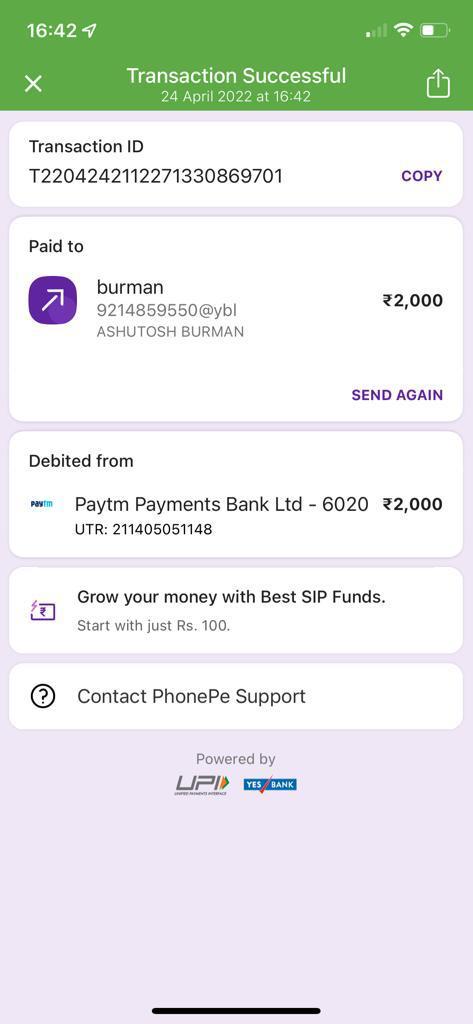 16:42
Transaction Successful
24 April 2022 at 16:42
Transaction ID
T2204242112271330869701
COPY
Paid to
burman
9214859550@ybl
ASHUTOSH BURMAN
₹2,000
SEND AGAIN
Debited from
paytm
Paytm Payments Bank Ltd - 6020
₹2,000
UTR: 211405051148
Grow your money with Best SIP Funds.
Start with just Rs. 100.
Contact PhonePe Support
Powered by
UPI
UNIFIED PAYMENTS INTERFACE
YES BANK